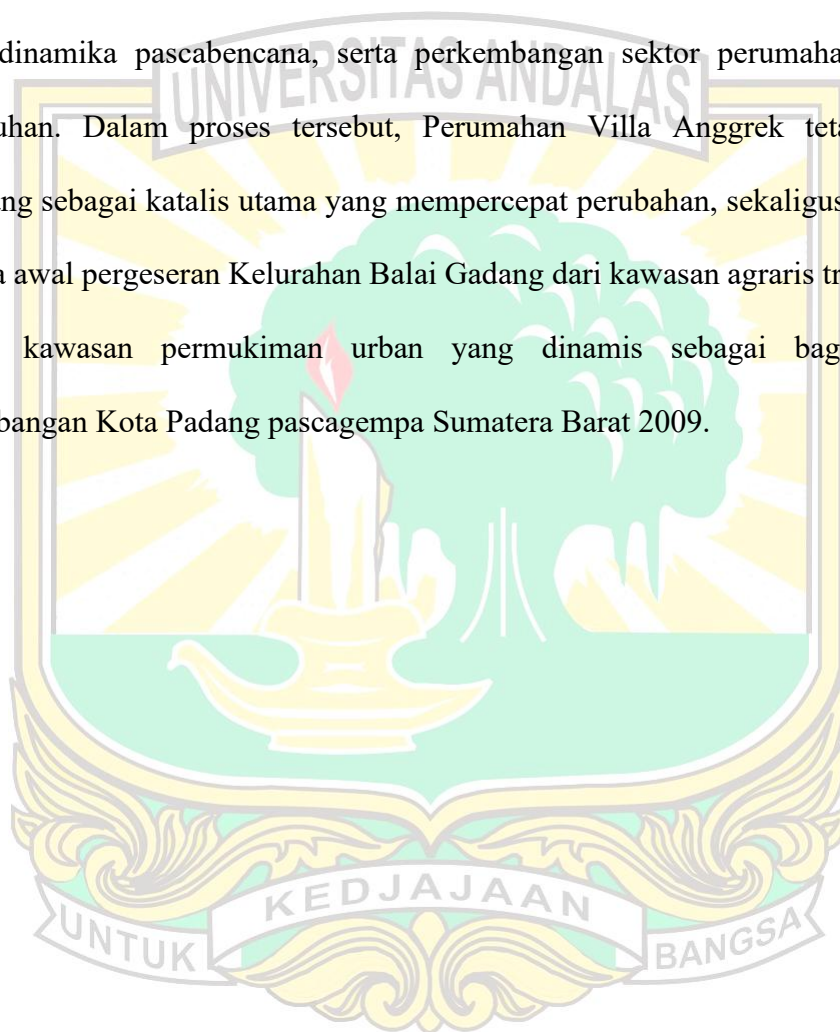 dinamika pascabencana, serta perkembangan sektor perumaha
uhan. Dalam proses tersebut, Perumahan Villa Anggrek teta
ng sebagai katalis utama yang mempercepat perubahan, sekaligus
a awal pergeseran Kelurahan Balai Gadang dari kawasan agraris tr
kawasan permukiman urban yang dinamis sebagai bag
bangan Kota Padang pascagempa Sumatera Barat 2009.
UNIVERSITAS ANDALAS
KEDJAJAAN
UNTUK BANGSA